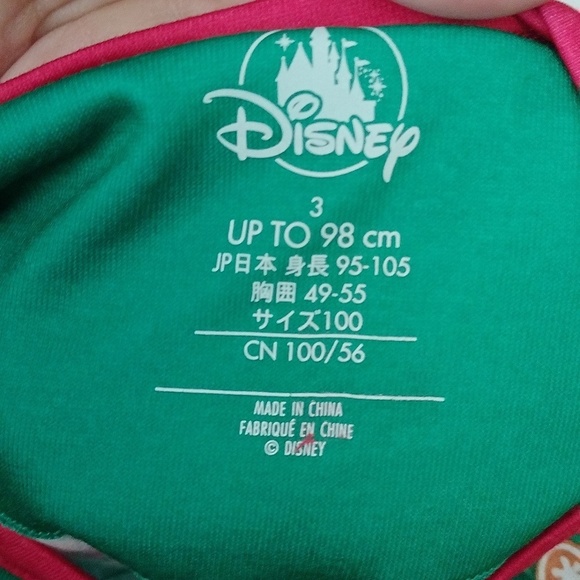 Disney
3
UP TO 98 cm
JP日本 身長 95-105
胸囲 49-55
サイズ100
CN 100/56
MADE IN CHINA
FABRIQUÉ EN CHINE
© DISNEY